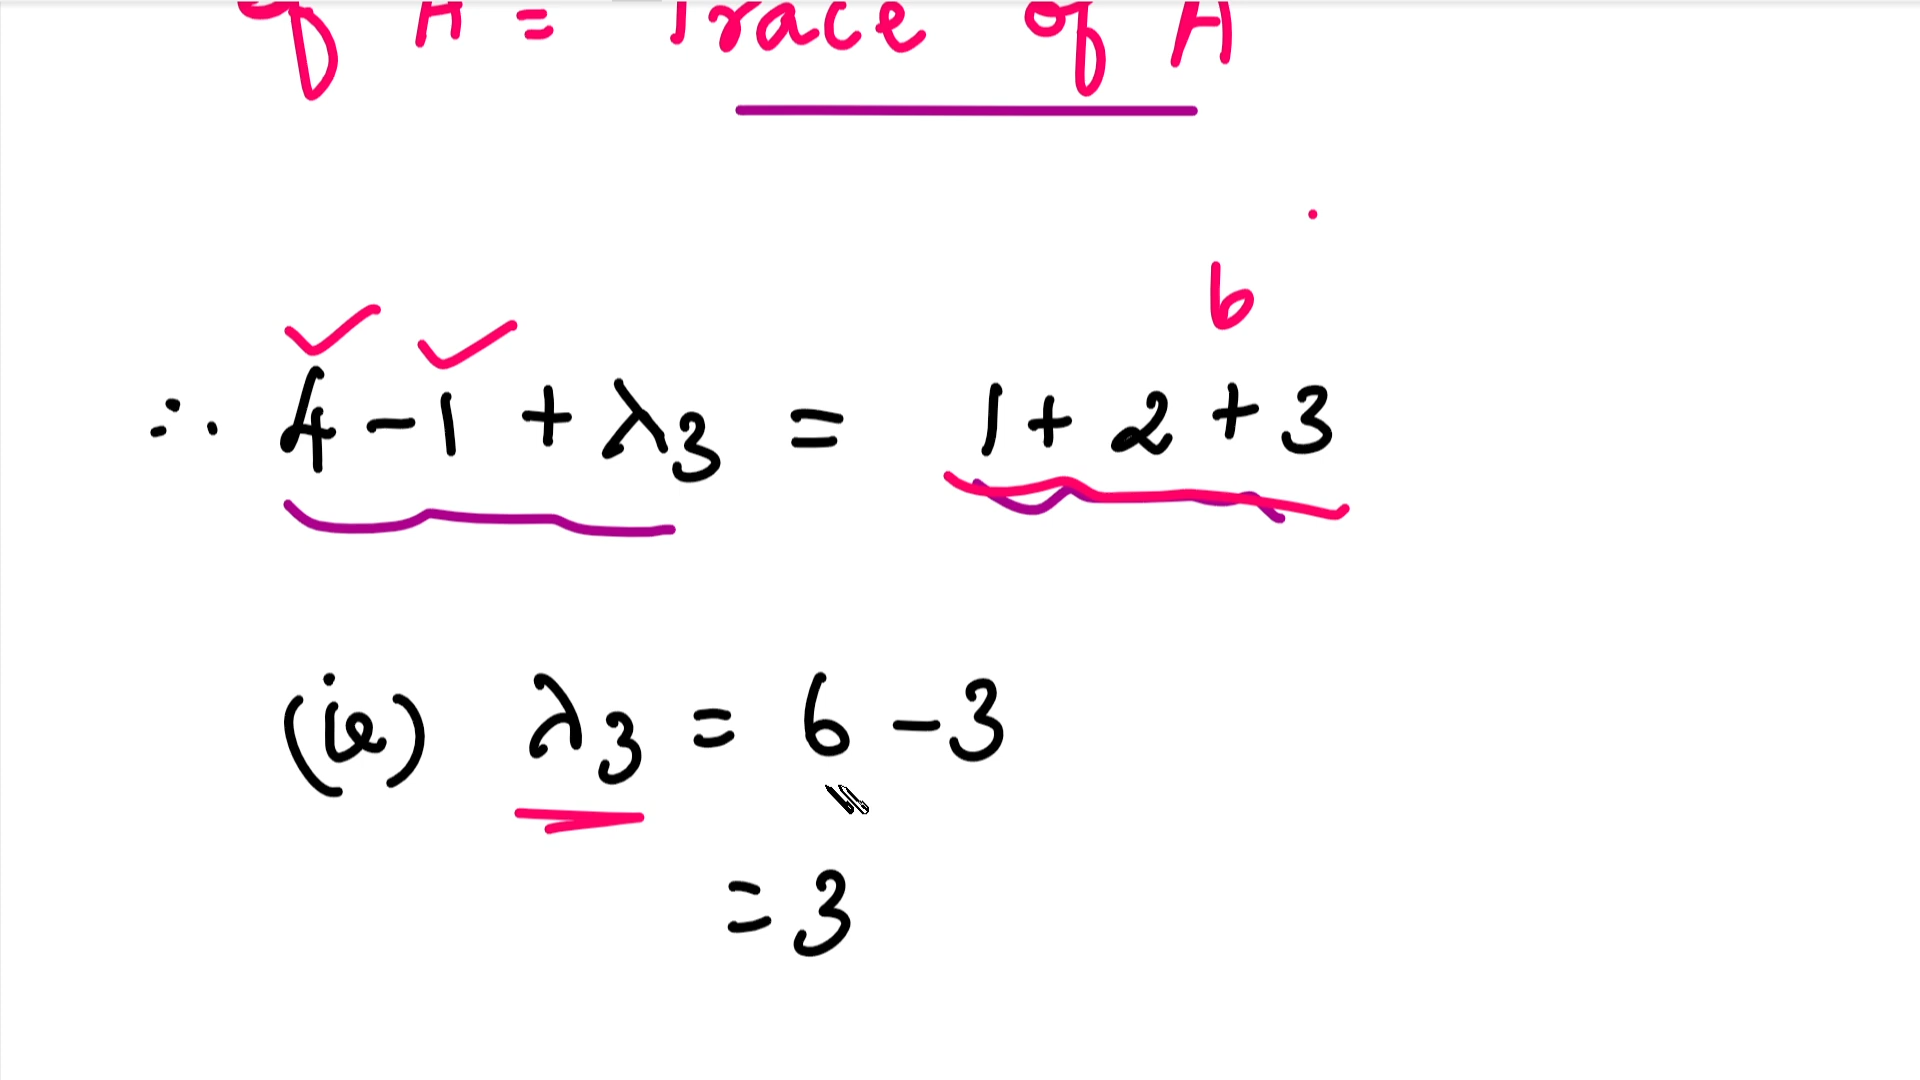 of A = Trace of A
6
∴ 4 - 1 + λ3 = 1 + 2 + 3
(ie) λ3 = 6 - 3
= 3